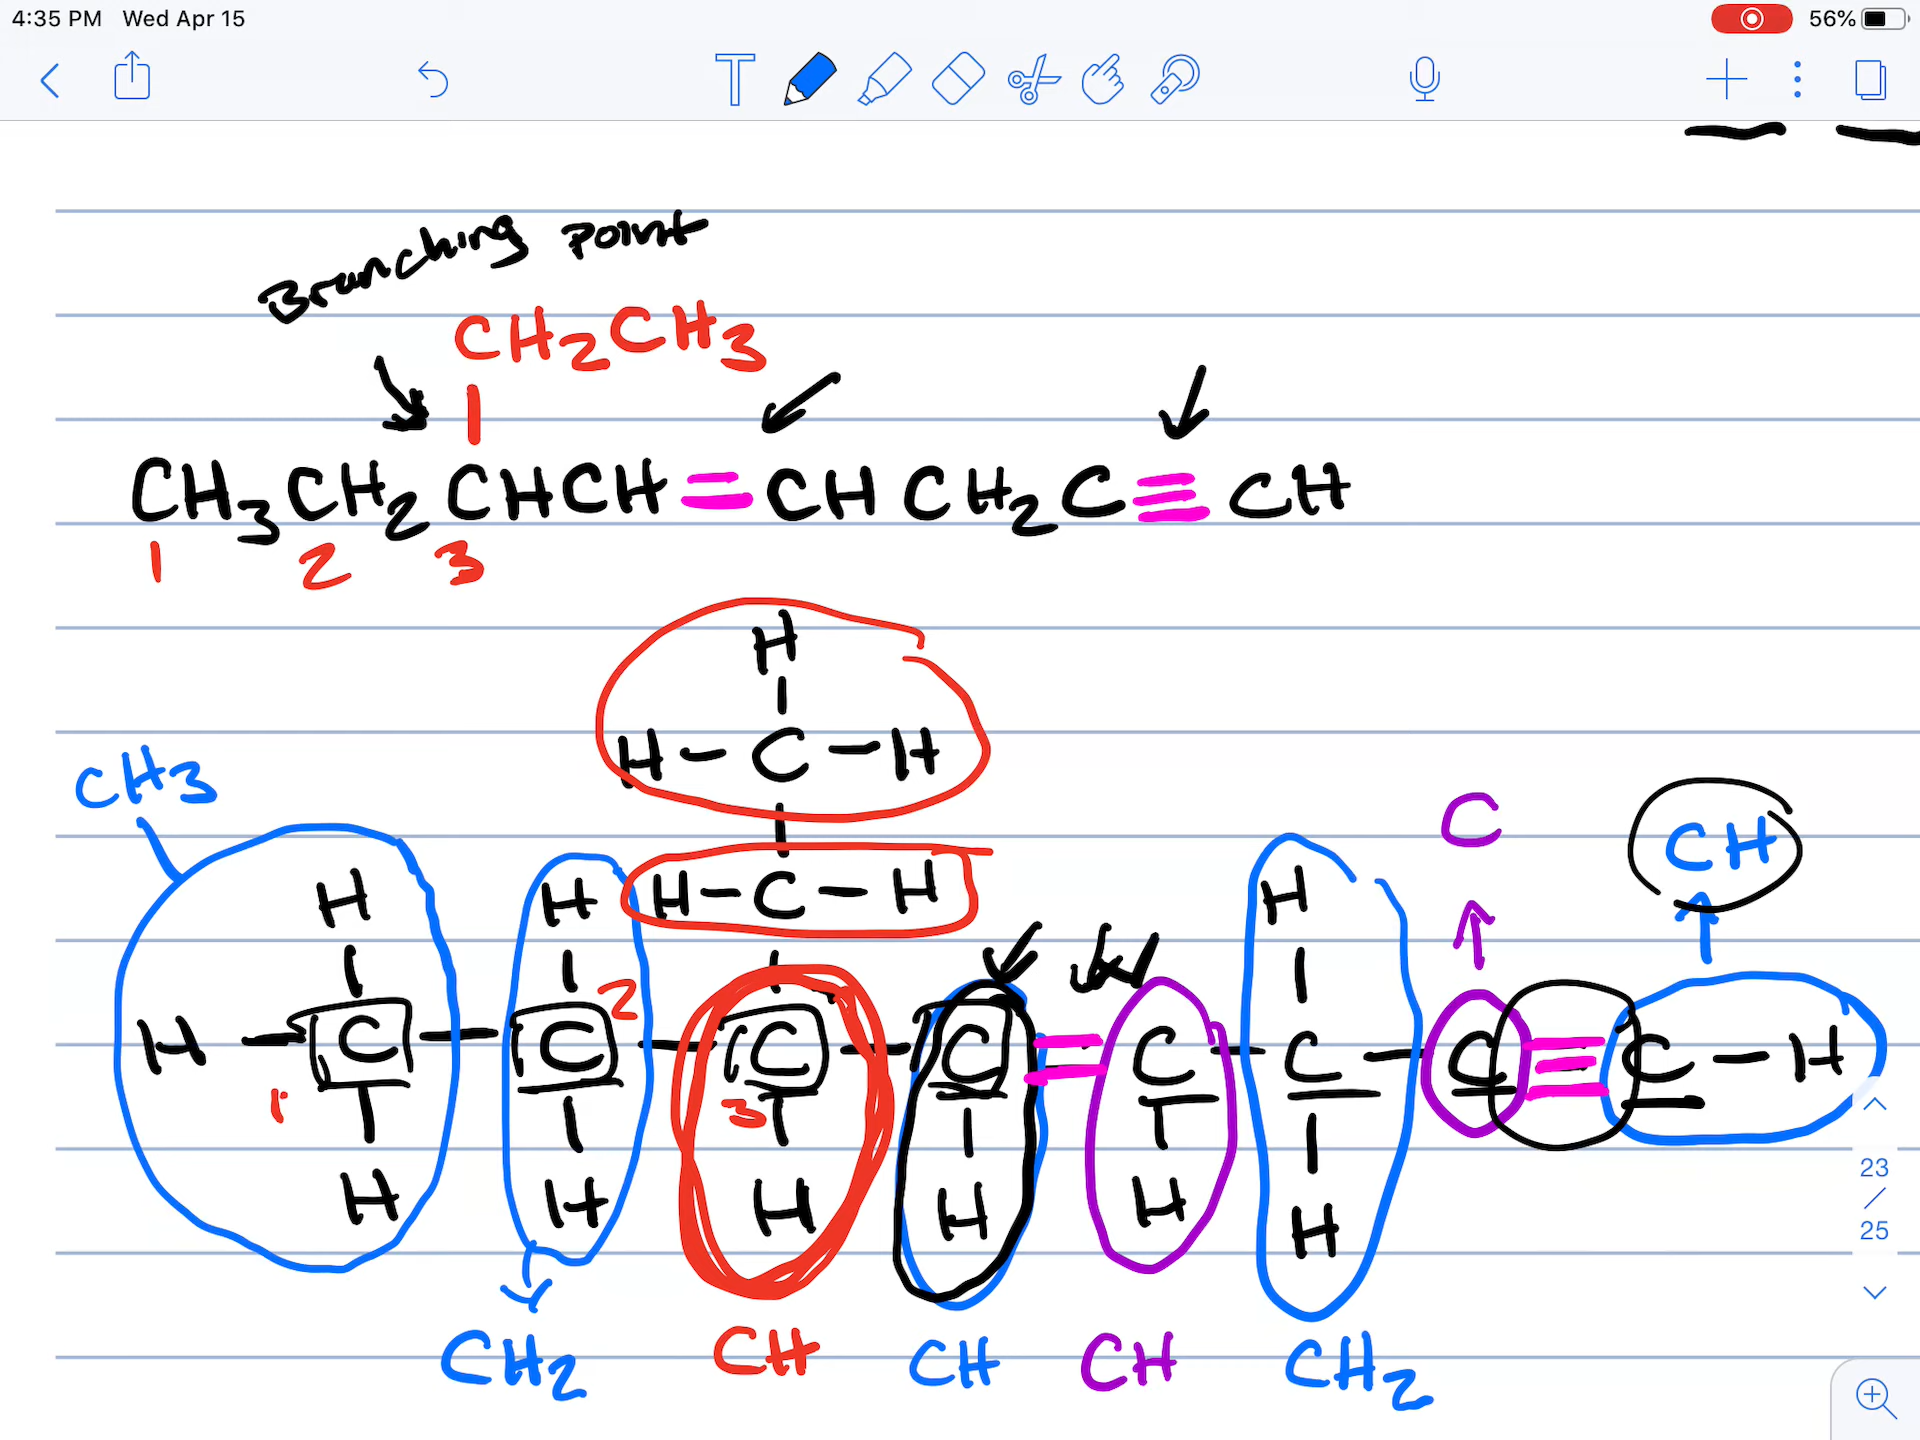 4:35 PM Wed Apr 15
56%
T
Branching point
CH2CH3
|
CH3CH2CHCH=CHCH2C≡CH
1 2 3
H
|
H-C-H
|
CH3
C
CH
H H H-C-H H
| | | |
H-C-C-C-C=C-C-C≡C-H
2
1 3
| | | | | |
H H H H H H
CH2 CH CH CH CH2
23
/
25